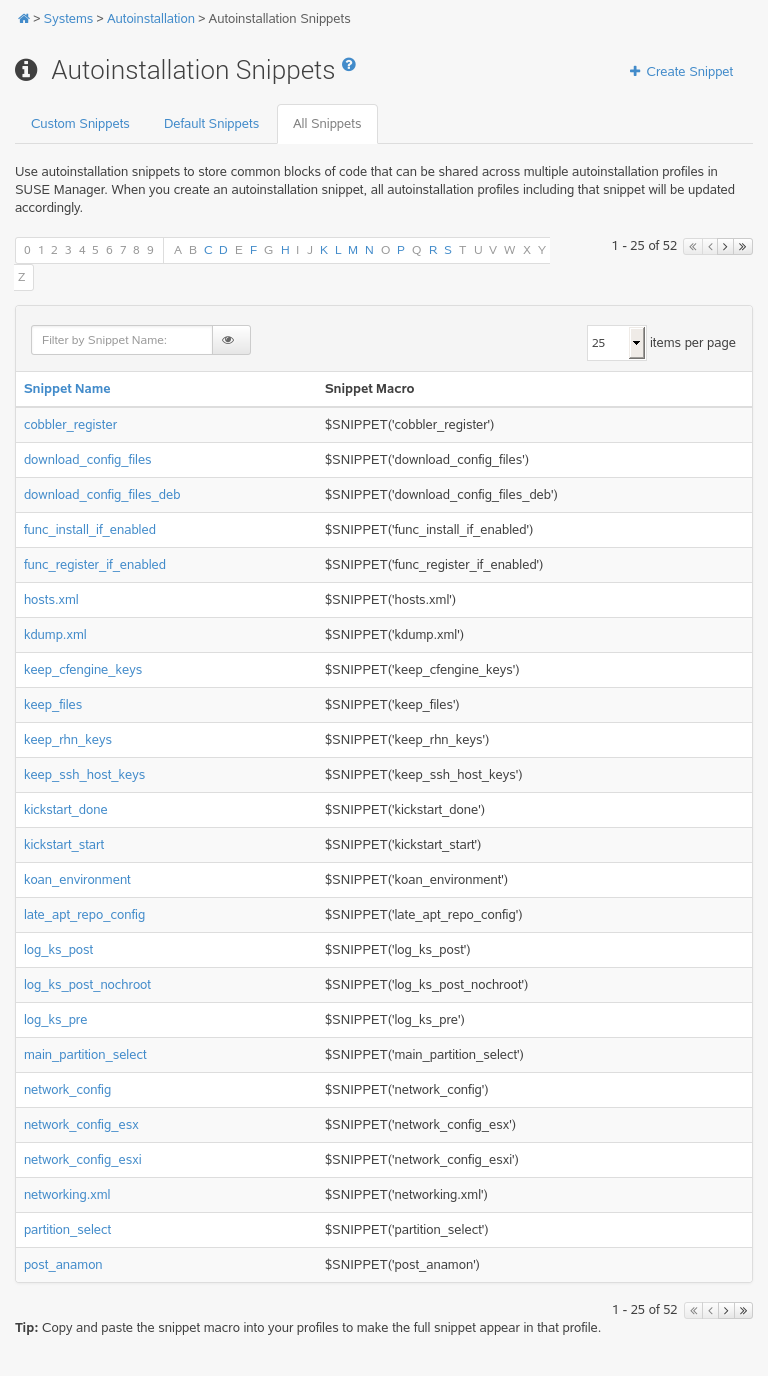 > Systems > Autoinstallation > Autoinstallation Snippets
Autoinstallation Snippets
Create Snippet
Custom Snippets Default Snippets All Snippets
Use autoinstallation snippets to store common blocks of code that can be shared across multiple autoinstallation profiles in
SUSE Manager. When you create an autoinstallation snippet, all autoinstallation profiles including that snippet will be updated
accordingly.
0 1 2 3 4 5 6 7 8 9 A B C D E F G H I J K L M N O P Q R S T U V W X Y
Z
1 - 25 of 52
Filter by Snippet Name:
25 items per page
Snippet Name Snippet Macro
cobbler_register $SNIPPET('cobbler_register')
download_config_files $SNIPPET('download_config_files')
download_config_files_deb $SNIPPET('download_config_files_deb')
func_install_if_enabled $SNIPPET('func_install_if_enabled')
func_register_if_enabled $SNIPPET('func_register_if_enabled')
hosts.xml $SNIPPET('hosts.xml')
kdump.xml $SNIPPET('kdump.xml')
keep_cfengine_keys $SNIPPET('keep_cfengine_keys')
keep_files $SNIPPET('keep_files')
keep_rhn_keys $SNIPPET('keep_rhn_keys')
keep_ssh_host_keys $SNIPPET('keep_ssh_host_keys')
kickstart_done $SNIPPET('kickstart_done')
kickstart_start $SNIPPET('kickstart_start')
koan_environment $SNIPPET('koan_environment')
late_apt_repo_config $SNIPPET('late_apt_repo_config')
log_ks_post $SNIPPET('log_ks_post')
log_ks_post_nochroot $SNIPPET('log_ks_post_nochroot')
log_ks_pre $SNIPPET('log_ks_pre')
main_partition_select $SNIPPET('main_partition_select')
network_config $SNIPPET('network_config')
network_config_esx $SNIPPET('network_config_esx')
network_config_esxi $SNIPPET('network_config_esxi')
networking.xml $SNIPPET('networking.xml')
partition_select $SNIPPET('partition_select')
post_anamon $SNIPPET('post_anamon')
1 - 25 of 52
Tip: Copy and paste the snippet macro into your profiles to make the full snippet appear in that profile.